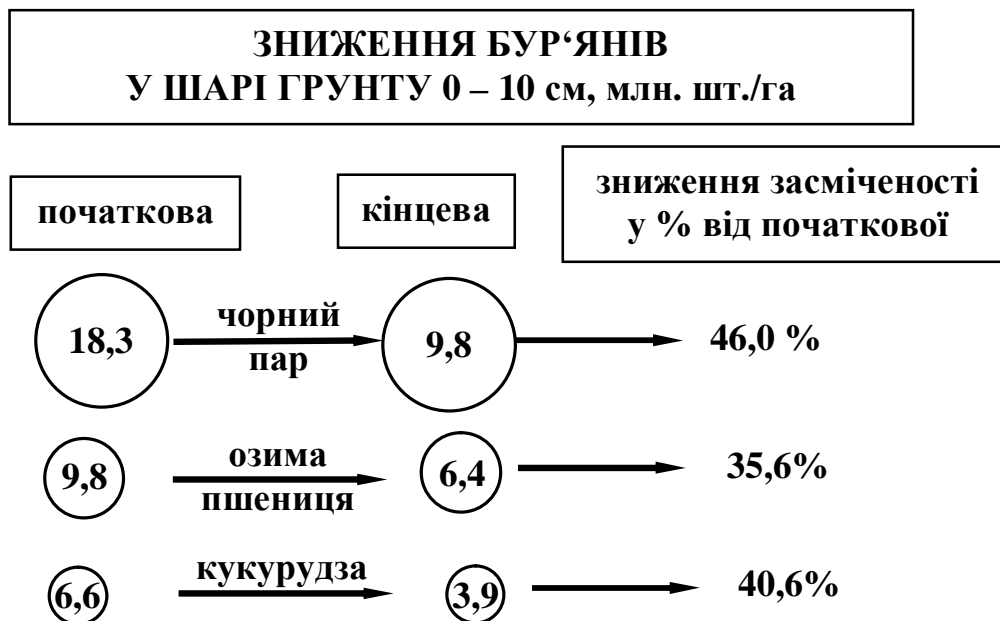 ЗНИЖЕННЯ БУР‘ЯНІВ
У ШАРІ ГРУНТУ 0 – 10 см, млн. шт./га
початкова
кінцева
зниження засміченості
у % від початкової
18,3
чорний
пар
9,8
46,0 %
9,8
озима
пшениця
6,4
35,6%
6,6
кукурудза
3,9
40,6%